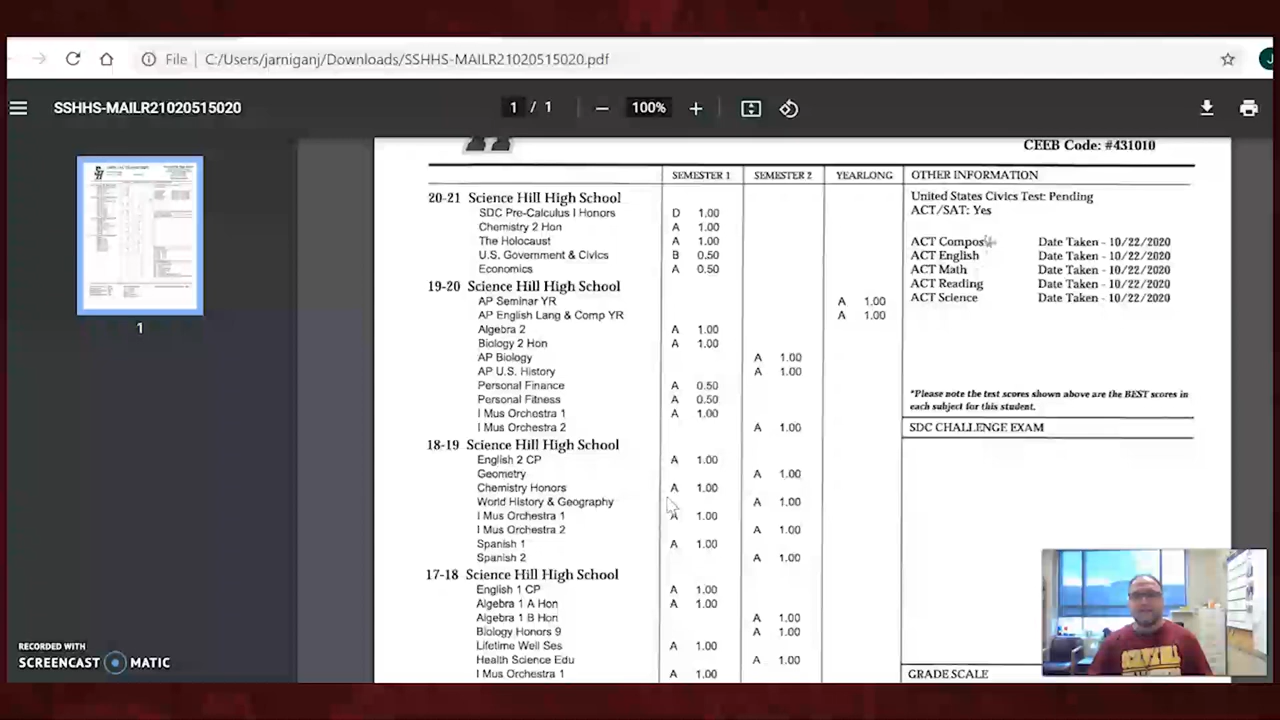 File C:/Users/jarniganj/Downloads/SSHHS-MAILR21020515020.pdf
SSHHS-MAILR21020515020 1 / 1 100%
1
CEEB Code: #431010
SEMESTER 1 SEMESTER 2 YEARLONG OTHER INFORMATION
20-21 Science Hill High School
SDC Pre-Calculus I Honors D 1.00
Chemistry 2 Hon A 1.00
The Holocaust A 1.00
U.S. Government & Civics B 0.50
Economics A 0.50
19-20 Science Hill High School
AP Seminar YR A 1.00
AP English Lang & Comp YR A 1.00
Algebra 2 A 1.00
Biology 2 Hon A 1.00
AP Biology A 1.00
AP U.S. History A 1.00
Personal Finance A 0.50
Personal Fitness A 0.50
I Mus Orchestra 1 A 1.00
I Mus Orchestra 2 A 1.00
18-19 Science Hill High School
English 2 CP A 1.00
Geometry A 1.00
Chemistry Honors A 1.00
World History & Geography A 1.00
I Mus Orchestra 1 A 1.00
I Mus Orchestra 2 A 1.00
Spanish 1 A 1.00
Spanish 2 A 1.00
17-18 Science Hill High School
English 1 CP A 1.00
Algebra 1 A Hon A 1.00
Algebra 1 B Hon A 1.00
Biology Honors 9 A 1.00
Lifetime Well Ses A 1.00
Health Science Edu A 1.00
I Mus Orchestra 1 A 1.00
United States Civics Test: Pending
ACT/SAT: Yes
ACT Date Taken - 10/22/2020
ACT English Date Taken - 10/22/2020
ACT Math Date Taken - 10/22/2020
ACT Reading Date Taken - 10/22/2020
ACT Science Date Taken - 10/22/2020
*Please note the test scores shown above are the BEST scores in
each subject for this student.
SDC CHALLENGE EXAM
GRADE SCALE
RECORDED WITH
SCREENCAST MATIC